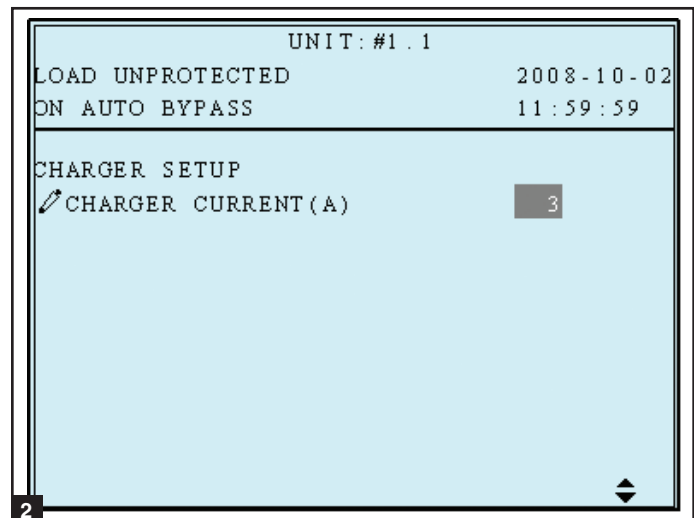 UNIT:#1.1
LOAD UNPROTECTED 2008-10-02
ON AUTO BYPASS 11:59:59
CHARGER SETUP
CHARGER CURRENT(A) 3
2